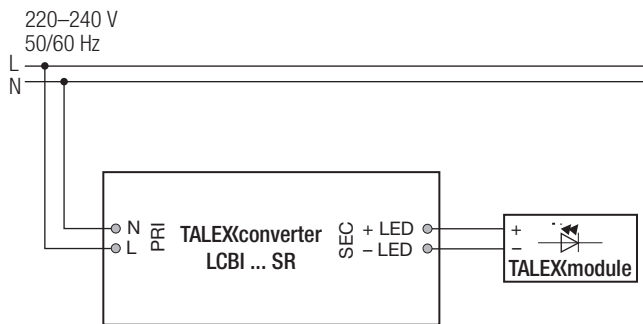 220–240 V
50/60 Hz
L
N
N
L
PRI
TALEXconverter
LCBI ... SR
SEC
+ LED
– LED
+
–
TALEXmodule